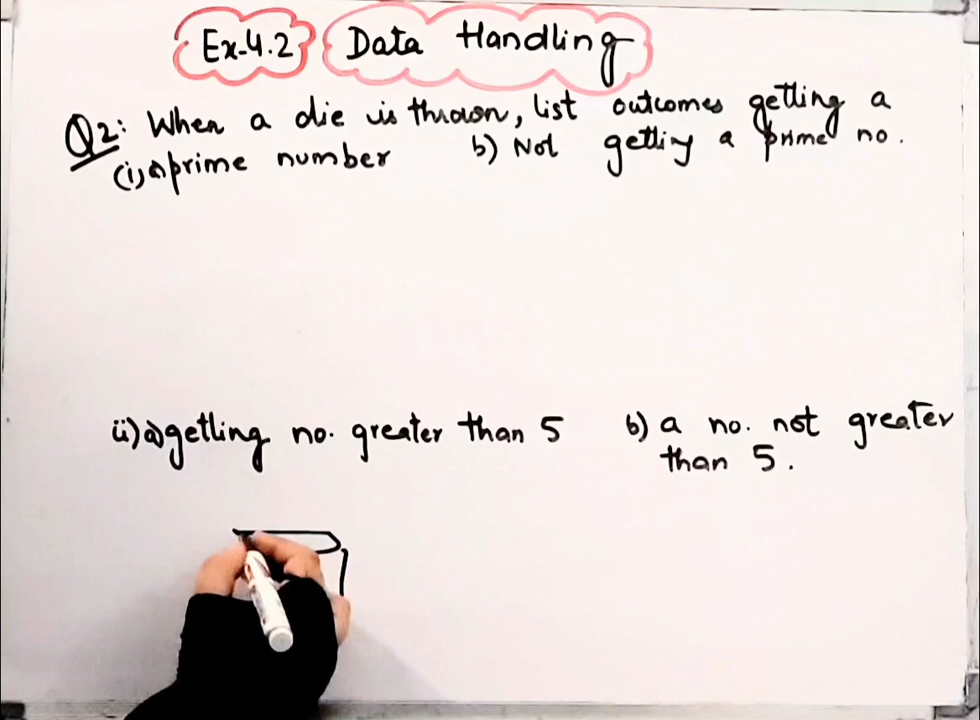 Ex-4.2 Data Handling
Q2: When a die is thrown, list outcomes getting a
(i) a) prime number b) Not getting a prime no.
ii) a) getting no. greater than 5 b) a no. not greater
than 5.